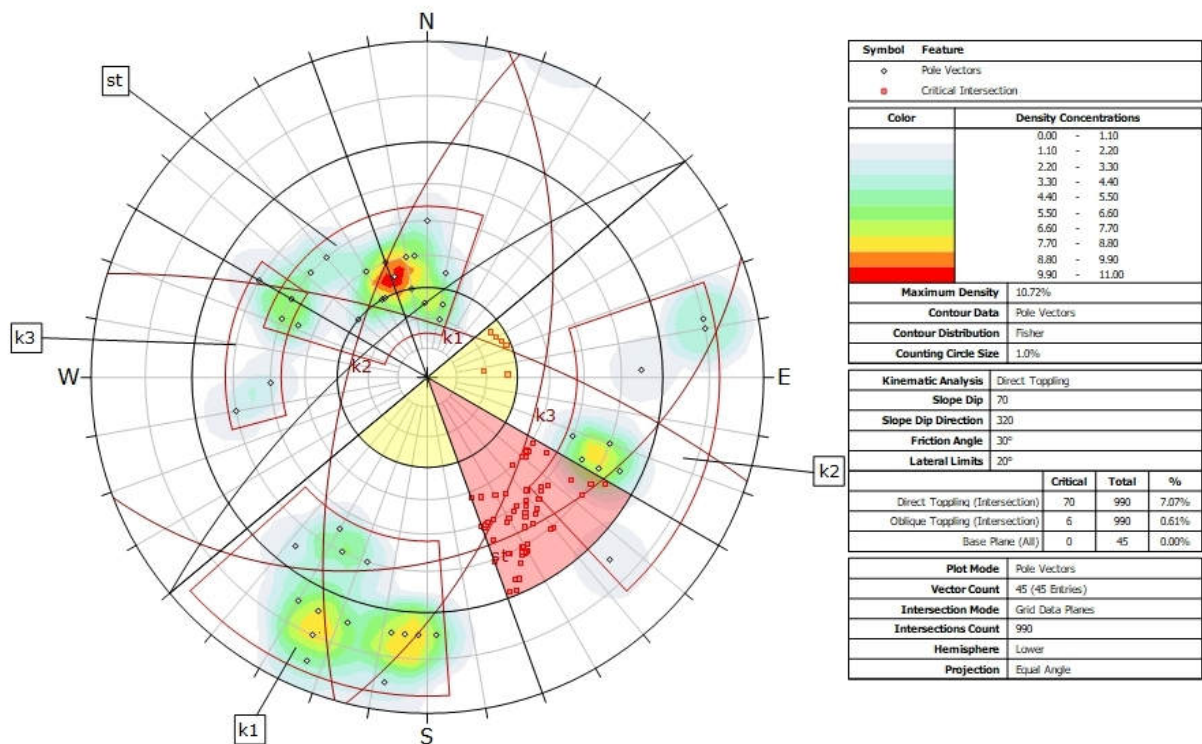 N
st
k3
W
k1
k2
k3
E
k2
st
k1
S
Symbol Feature
Pole Vectors
Critical Intersection
Color Density Concentrations
0.00 - 1.10
1.10 - 2.20
2.20 - 3.30
3.30 - 4.40
4.40 - 5.50
5.50 - 6.60
6.60 - 7.70
7.70 - 8.80
8.80 - 9.90
9.90 - 11.00
Maximum Density 10.72%
Contour Data Pole Vectors
Contour Distribution Fisher
Counting Circle Size 1.0%
Kinematic Analysis Direct Toppling
Slope Dip 70
Slope Dip Direction 320
Friction Angle 30°
Lateral Limits 20°
Critical Total %
Direct Toppling (Intersection) 70 990 7.07%
Oblique Toppling (Intersection) 6 990 0.61%
Base Plane (All) 0 45 0.00%
Plot Mode Pole Vectors
Vector Count 45 (45 Entries)
Intersection Mode Grid Data Planes
Intersections Count 990
Hemisphere Lower
Projection Equal Angle